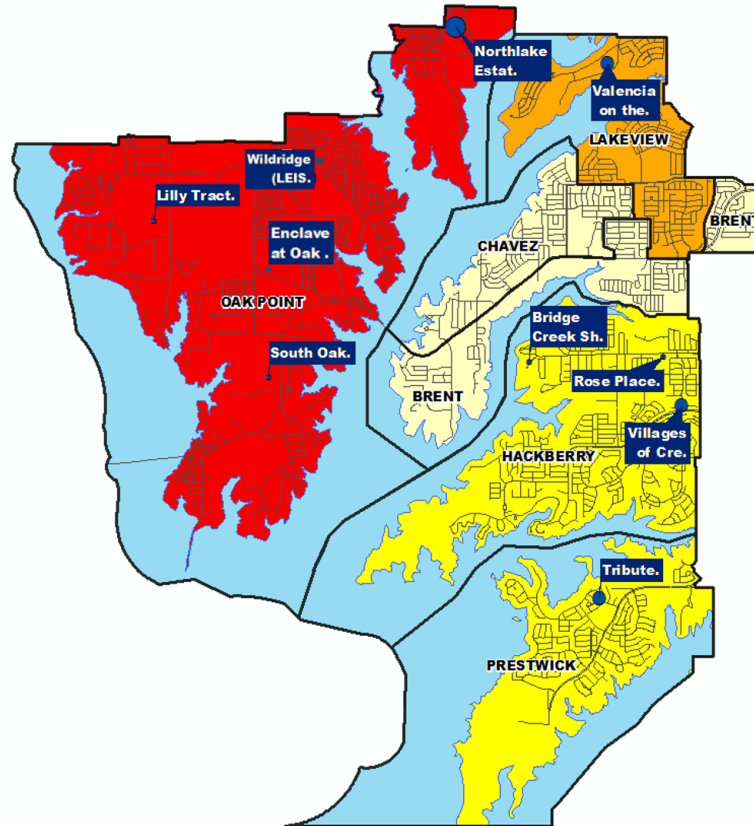 Northlake
Estat.
Valencia
on the.
LAKEVIEW
Wildridge
(LEIS.
Lilly Tract.
BRENT
Enclave
at Oak .
CHAVEZ
OAK POINT
Bridge
Creek Sh.
South Oak.
Rose Place.
BRENT
Villages
of Cre.
HACKBERRY
Tribute.
PRESTWICK